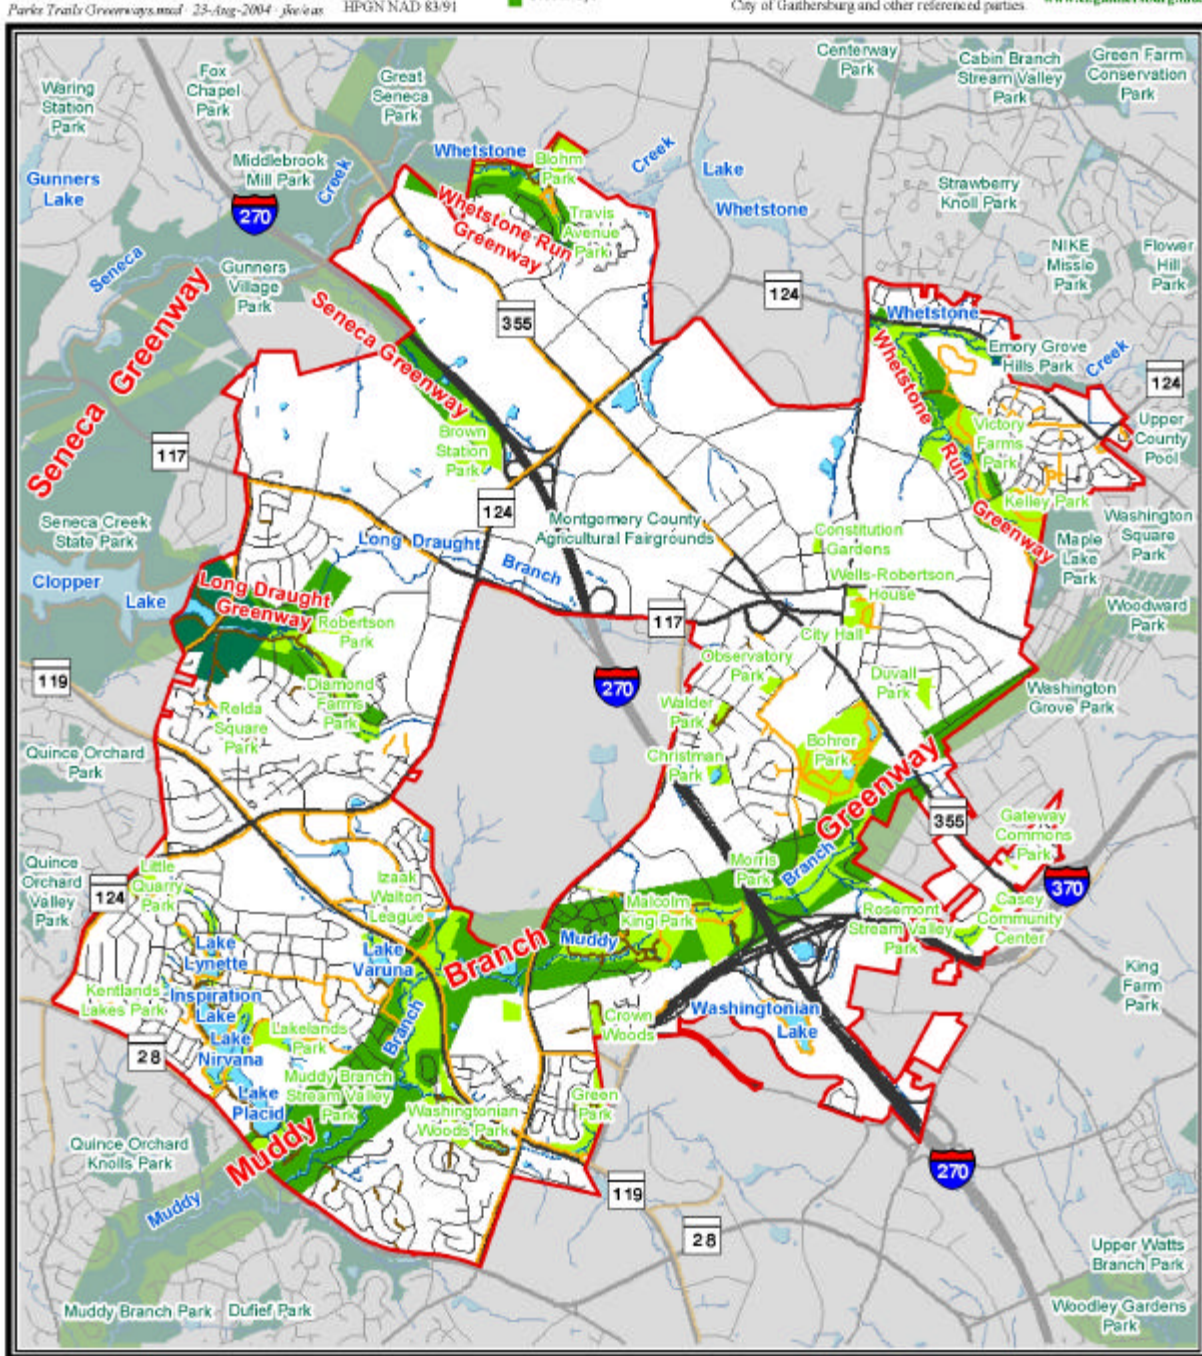 Parks Trails Greenways.mxd - 23-Aug-2004 - jke/eas
HPGN NAD 83/91
City of Gaithersburg and other referenced parties
Waring
Station
Park
Fox
Chapel
Park
Great
Seneca
Park
Centerway
Park
Cabin Branch
Stream Valley
Park
Green Farm
Conservation
Park
Gunners
Lake
Middlebrook
Mill Park
Creek
270
Whetstone
Blohm
Park
Creek
Lake
Whetstone
Strawberry
Knoll Park
Whetstone Run
Greenway
Travis
Avenue
Park
NIKE
Missle
Park
Flower
Hill
Park
Seneca
Gunners
Village
Park
Seneca Greenway
Seneca Greenway
355
124
Whetstone
Emory Grove
Hills Park
Creek
124
Whetstone
Run
Greenway
Victory
Farms
Park
Upper
County
Pool
Kelley Park
117
Brown
Station
Park
124
Montgomery County
Agricultural Fairgrounds
Constitution
Gardens
Washington
Square
Park
Maple
Lake
Park
Seneca Creek
State Park
Long Draught
Branch
Clopper
Lake
Long Draught
Greenway
Robertson
Park
Wells-Robertson
House
Woodward
Park
117
City Hall
119
Observatory
Park
270
Duvall
Park
Diamond
Farms
Park
Relda
Square
Park
Walder
Park
Washington
Grove Park
Quince Orchard
Park
Christman
Park
Bohrer
Park
Greenway
355
Gateway
Commons
Park
Quince
Orchard
Valley
Park
Little
Quarry
Park
124
Izaak
Walton
League
Morris
Park
Branch
370
Malcolm
King Park
Rosemont
Stream Valley
Park
Casey
Community
Center
Lake
Lynette
Lake
Varuna
Branch
Muddy
King
Farm
Park
Kentlands
Lakes Park
Inspiration
Lake
Washingtonian
Lake
Crown
Woods
28
Lake
Nirvana
Lakelands
Park
Branch
Lake
Placid
Muddy Branch
Stream Valley
Park
Washingtonian
Woods Park
Green
Park
Muddy
Quince Orchard
Knolls Park
270
119
Muddy
28
Upper Watts
Branch Park
Muddy Branch Park
Dufief Park
Woodley Gardens
Park